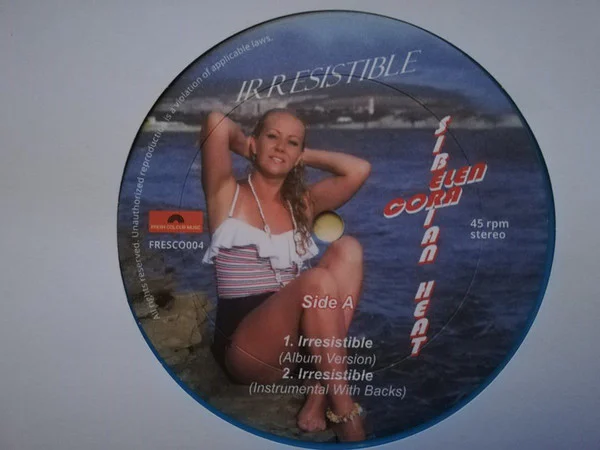 IRRESISTIBLE
SIBERIAN HEAT
ELEN
CORA
FRESCO004
45 rpm
stereo
Side A
1. Irresistible
(Album Version)
2. Irresistible
(Instrumental With Backs)
All rights reserved. Unauthorized reproduction is a violation of applicable laws.